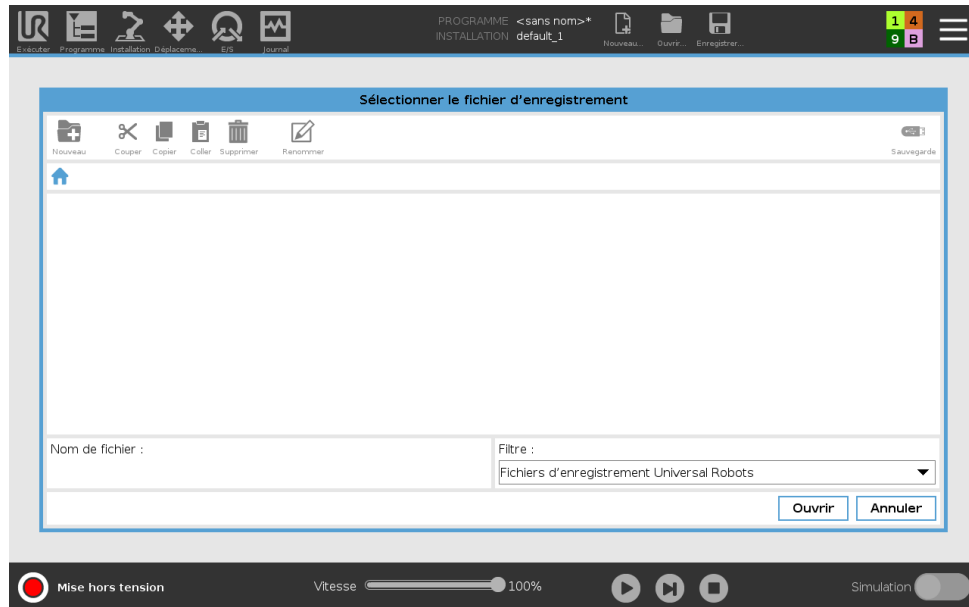 PROGRAMME <sans nom>*
INSTALLATION default_1
Exécuter Programme Installation Déplaceme... E/S Journal
Nouveau... Ouvrir... Enregistrer...
1 4
9 B
Sélectionner le fichier d'enregistrement
Nouveau Couper Copier Coller Supprimer Renommer Sauvegarde
Nom de fichier :
Filtre :
Fichiers d'enregistrement Universal Robots
Ouvrir Annuler
Mise hors tension Vitesse 100% Simulation